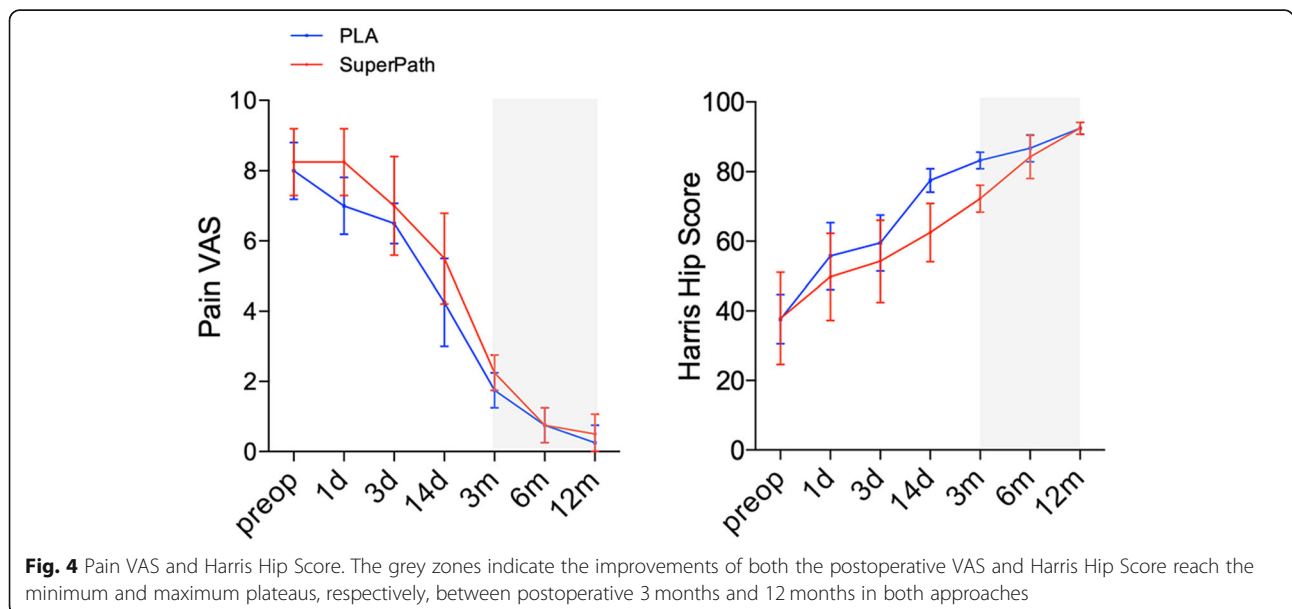 PLA
SuperPath
Pain VAS
10
8
6
4
2
0
preop 1d 3d 14d 3m 6m 12m
Harris Hip Score
100
80
60
40
20
0
preop 1d 3d 14d 3m 6m 12m
Fig. 4 Pain VAS and Harris Hip Score. The grey zones indicate the improvements of both the postoperative VAS and Harris Hip Score reach the
minimum and maximum plateaus, respectively, between postoperative 3 months and 12 months in both approaches